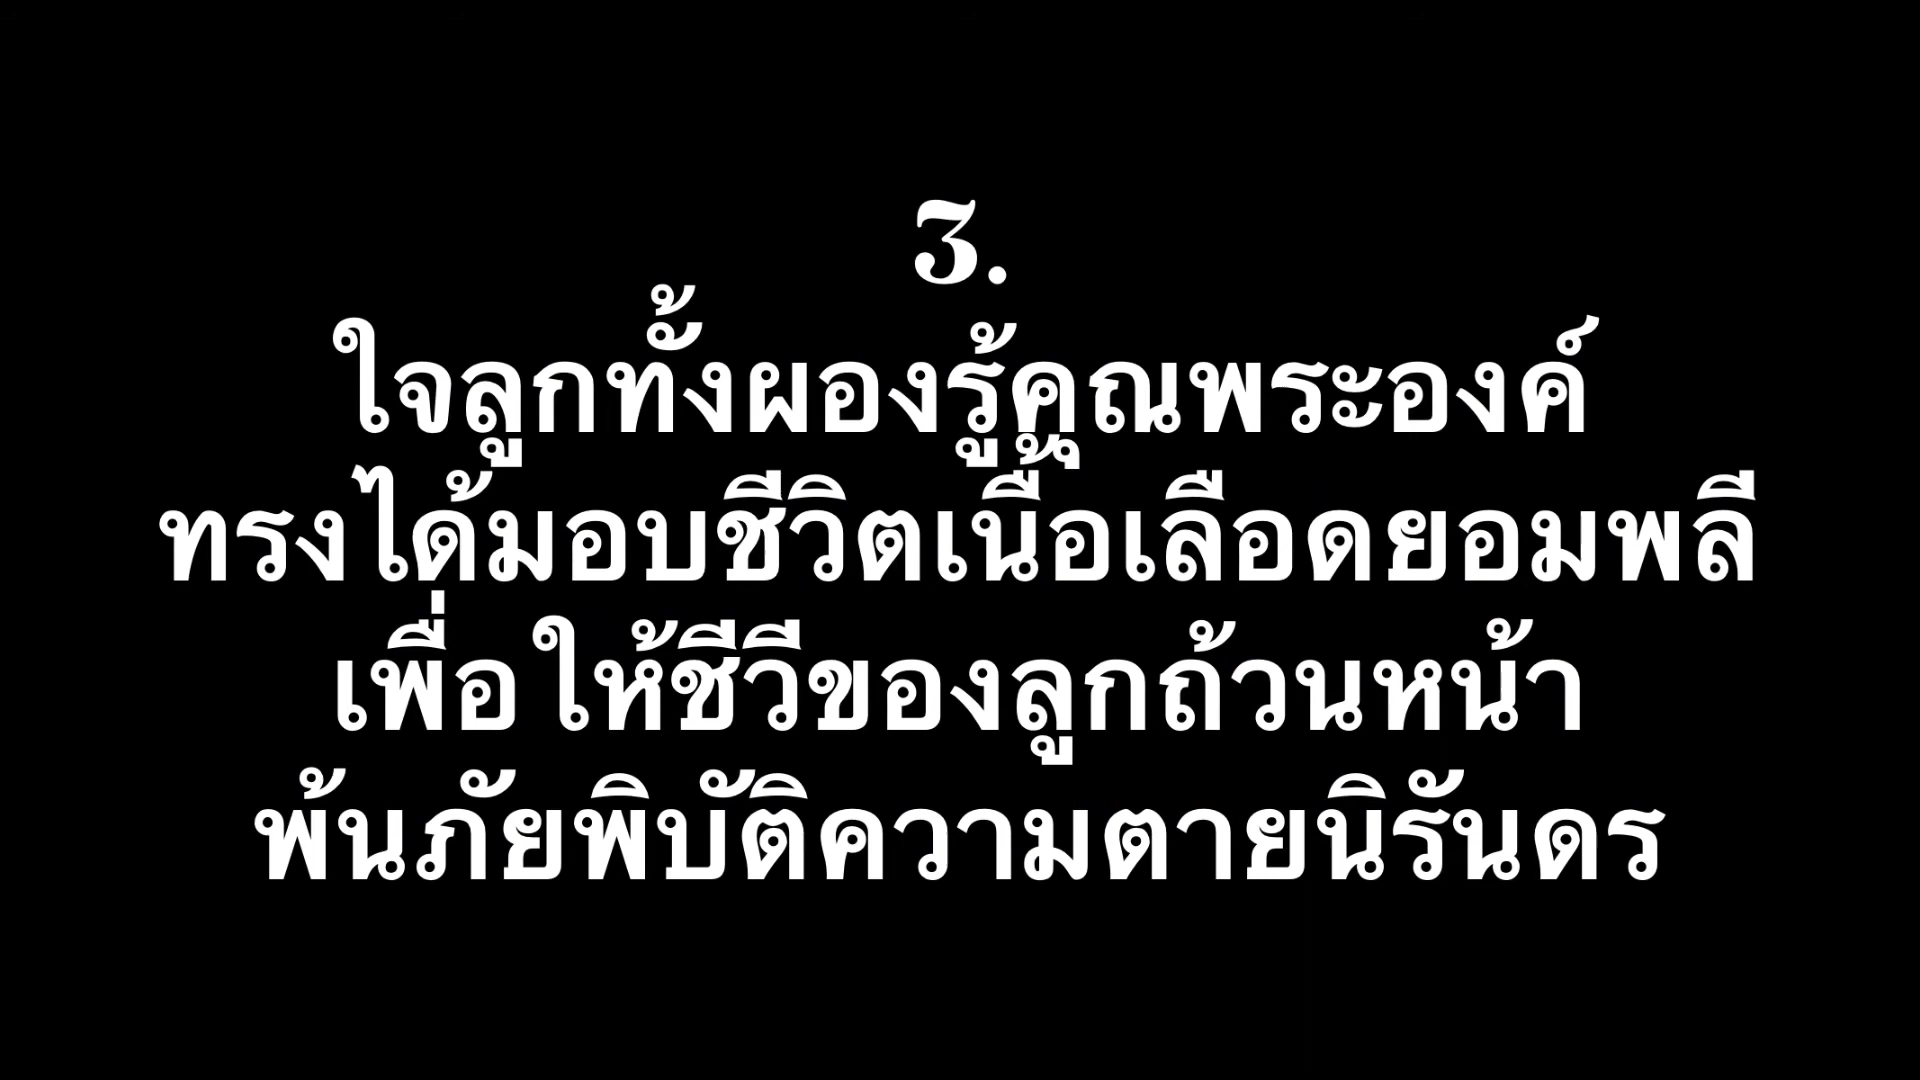 3.
ใจลูกทั้งผองรู้คุณพระองค์
ทรงได้มอบชีวิตเนื้อเลือดยอมพลี
เพื่อให้ชีวีของลูกถ้วนหน้า
พ้นภัยพิบัติความตายนิรันดร